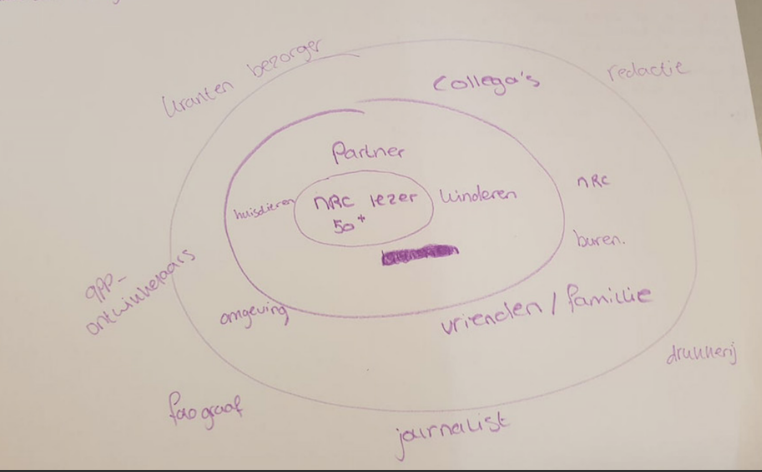 kranten bezorger
collega's
redactie
Partner
huisdieren
NRC lezer
50+
kinderen
NRC
buren.
app-
ontwikkelaars
omgeving
vrienden / familie
drukkerij
fotograaf
journalist